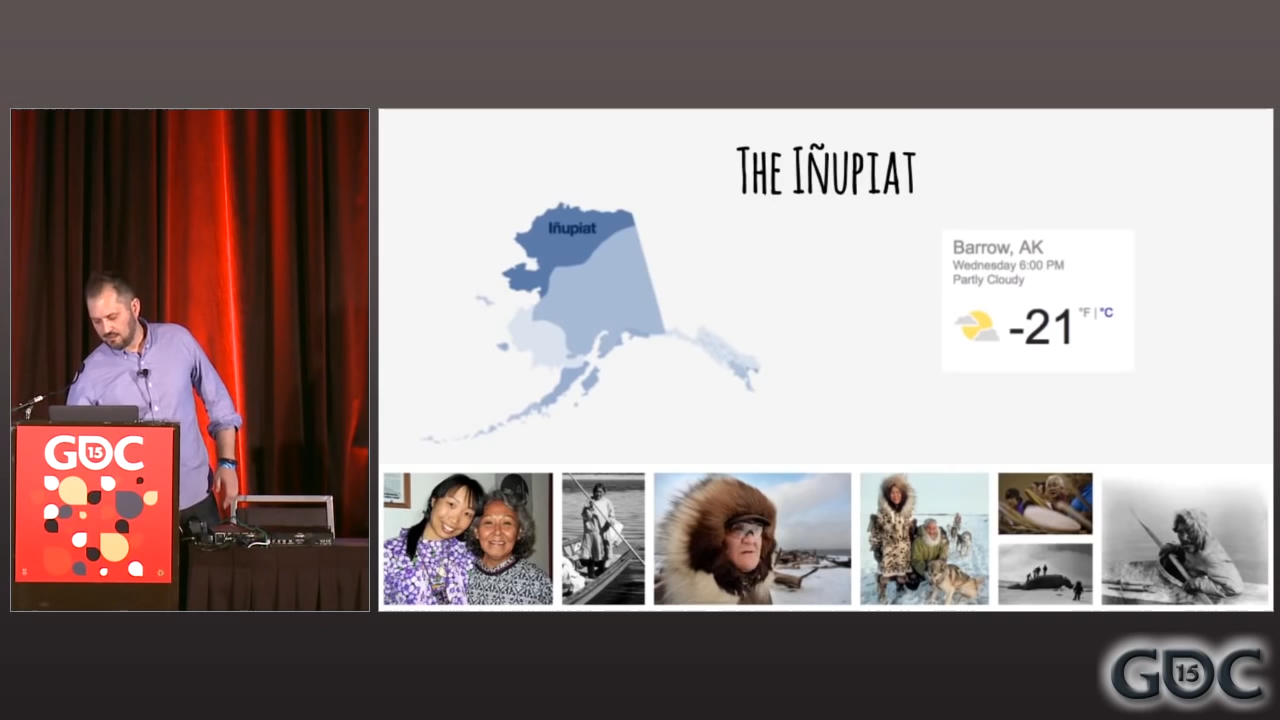 THE IÑUPIAT
Iñupiat
Barrow, AK
Wednesday 6:00 PM
Partly Cloudy
-21 °F | °C
GDC 15
GDC 15